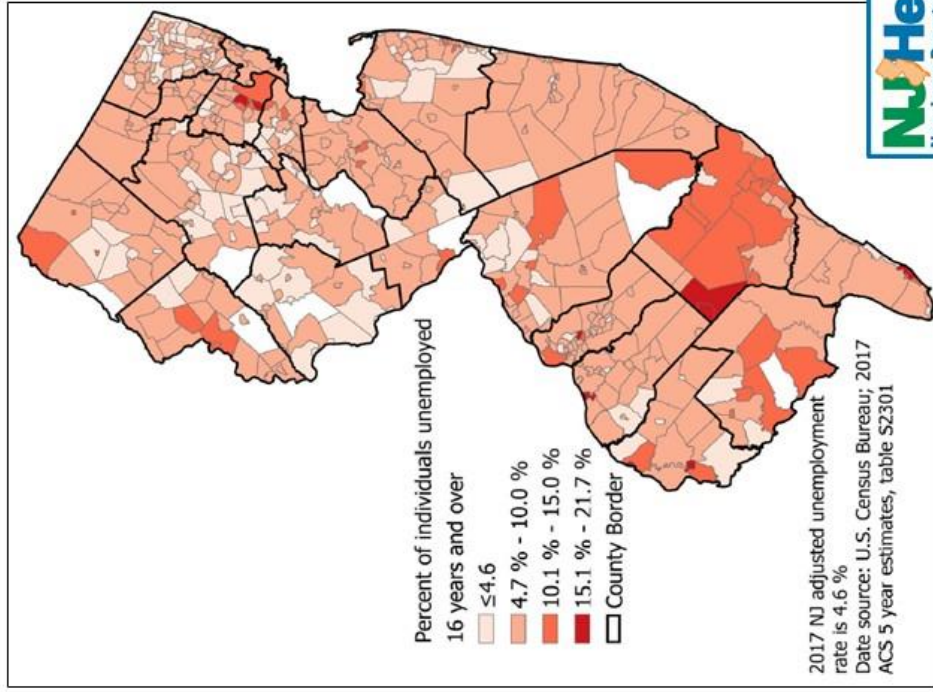 Percent of individuals unemployed
16 years and over
≤4.6
4.7 % - 10.0 %
10.1 % - 15.0 %
15.1 % - 21.7 %
County Border
2017 NJ adjusted unemployment
rate is 4.6 %
Date source: U.S. Census Bureau; 2017
ACS 5 year estimates, table S2301
NJHe